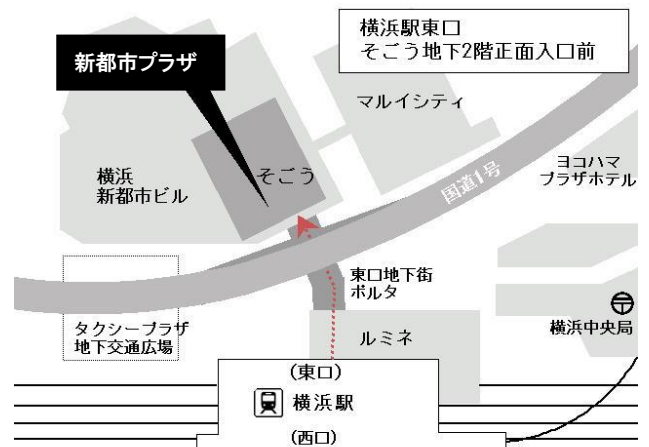 横浜駅東口
そごう地下2階正面入口前
新都市プラザ
マルイシティ
横浜
新都市ビル
そごう
ヨコハマ
プラザホテル
国道1号
東口地下街
ポルタ
タクシープラザ
地下交通広場
ルミネ
横浜中央局
(東口)
横浜駅
(西口)